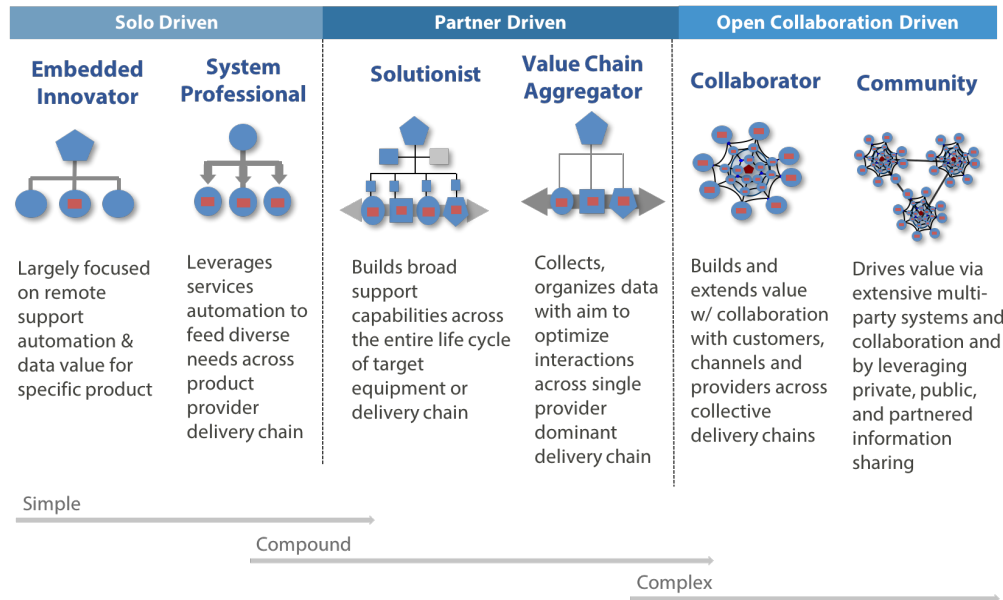 Solo Driven
Partner Driven
Open Collaboration Driven
Embedded
Innovator
System
Professional
Solutionist
Value Chain
Aggregator
Collaborator
Community
Largely focused
on remote
support
automation &
data value for
specific product
Leverages
services
automation to
feed diverse
needs across
product
provider
delivery chain
Builds broad
support
capabilities across
the entire life cycle
of target
equipment or
delivery chain
Collects,
organizes data
with aim to
optimize
interactions
across single
provider
dominant
delivery chain
Builds and
extends value
w/ collaboration
with customers,
channels and
providers across
collective
delivery chains
Drives value via
extensive multi-
party systems and
collaboration and
by leveraging
private, public,
and partnered
information
sharing
Simple
Compound
Complex